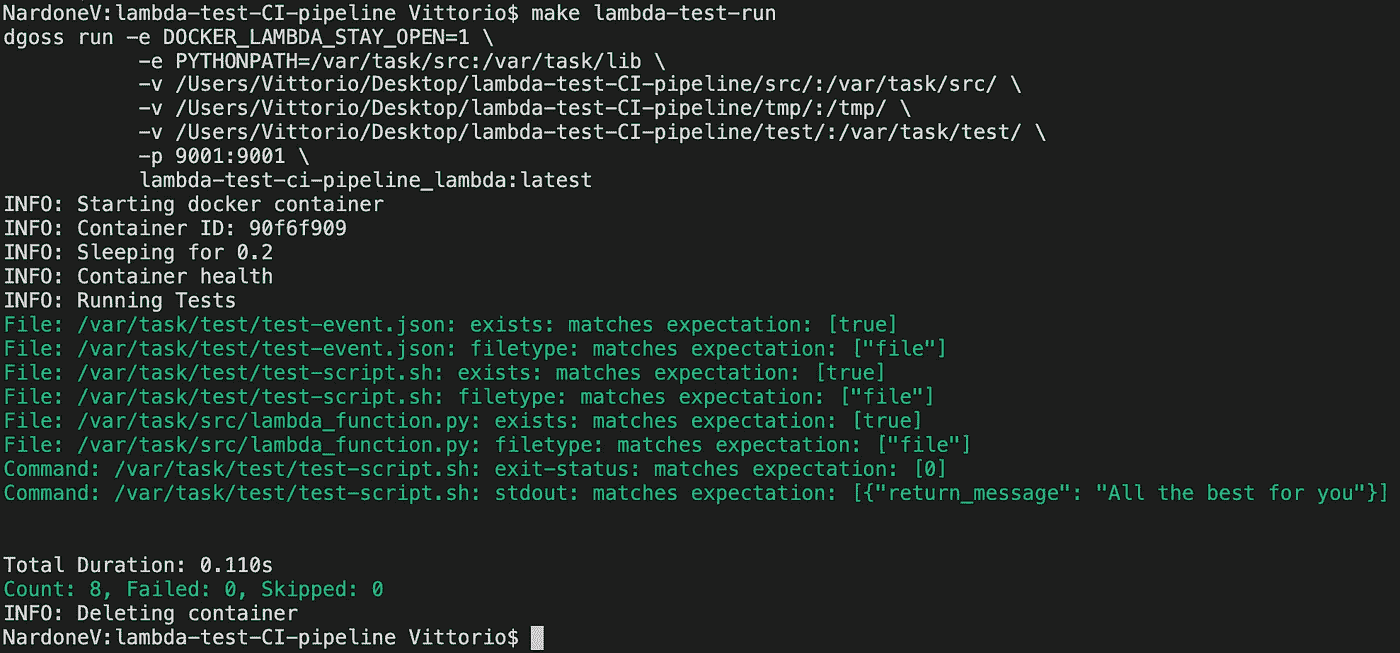 NardoneV:lambda-test-CI-pipeline Vittorio$ make lambda-test-run
dgoss run -e DOCKER_LAMBDA_STAY_OPEN=1 \
-e PYTHONPATH=/var/task/src:/var/task/lib \
-v /Users/Vittorio/Desktop/lambda-test-CI-pipeline/src/:/var/task/src/ \
-v /Users/Vittorio/Desktop/lambda-test-CI-pipeline/tmp/:/tmp/ \
-v /Users/Vittorio/Desktop/lambda-test-CI-pipeline/test/:/var/task/test/ \
-p 9001:9001 \
lambda-test-ci-pipeline_lambda:latest
INFO: Starting docker container
INFO: Container ID: 90f6f909
INFO: Sleeping for 0.2
INFO: Container health
INFO: Running Tests
File: /var/task/test/test-event.json: exists: matches expectation: [true]
File: /var/task/test/test-event.json: filetype: matches expectation: ["file"]
File: /var/task/test/test-script.sh: exists: matches expectation: [true]
File: /var/task/test/test-script.sh: filetype: matches expectation: ["file"]
File: /var/task/src/lambda_function.py: exists: matches expectation: [true]
File: /var/task/src/lambda_function.py: filetype: matches expectation: ["file"]
Command: /var/task/test/test-script.sh: exit-status: matches expectation: [0]
Command: /var/task/test/test-script.sh: stdout: matches expectation: [{"return_message": "All the best for you"}]
Total Duration: 0.110s
Count: 8, Failed: 0, Skipped: 0
INFO: Deleting container
NardoneV:lambda-test-CI-pipeline Vittorio$